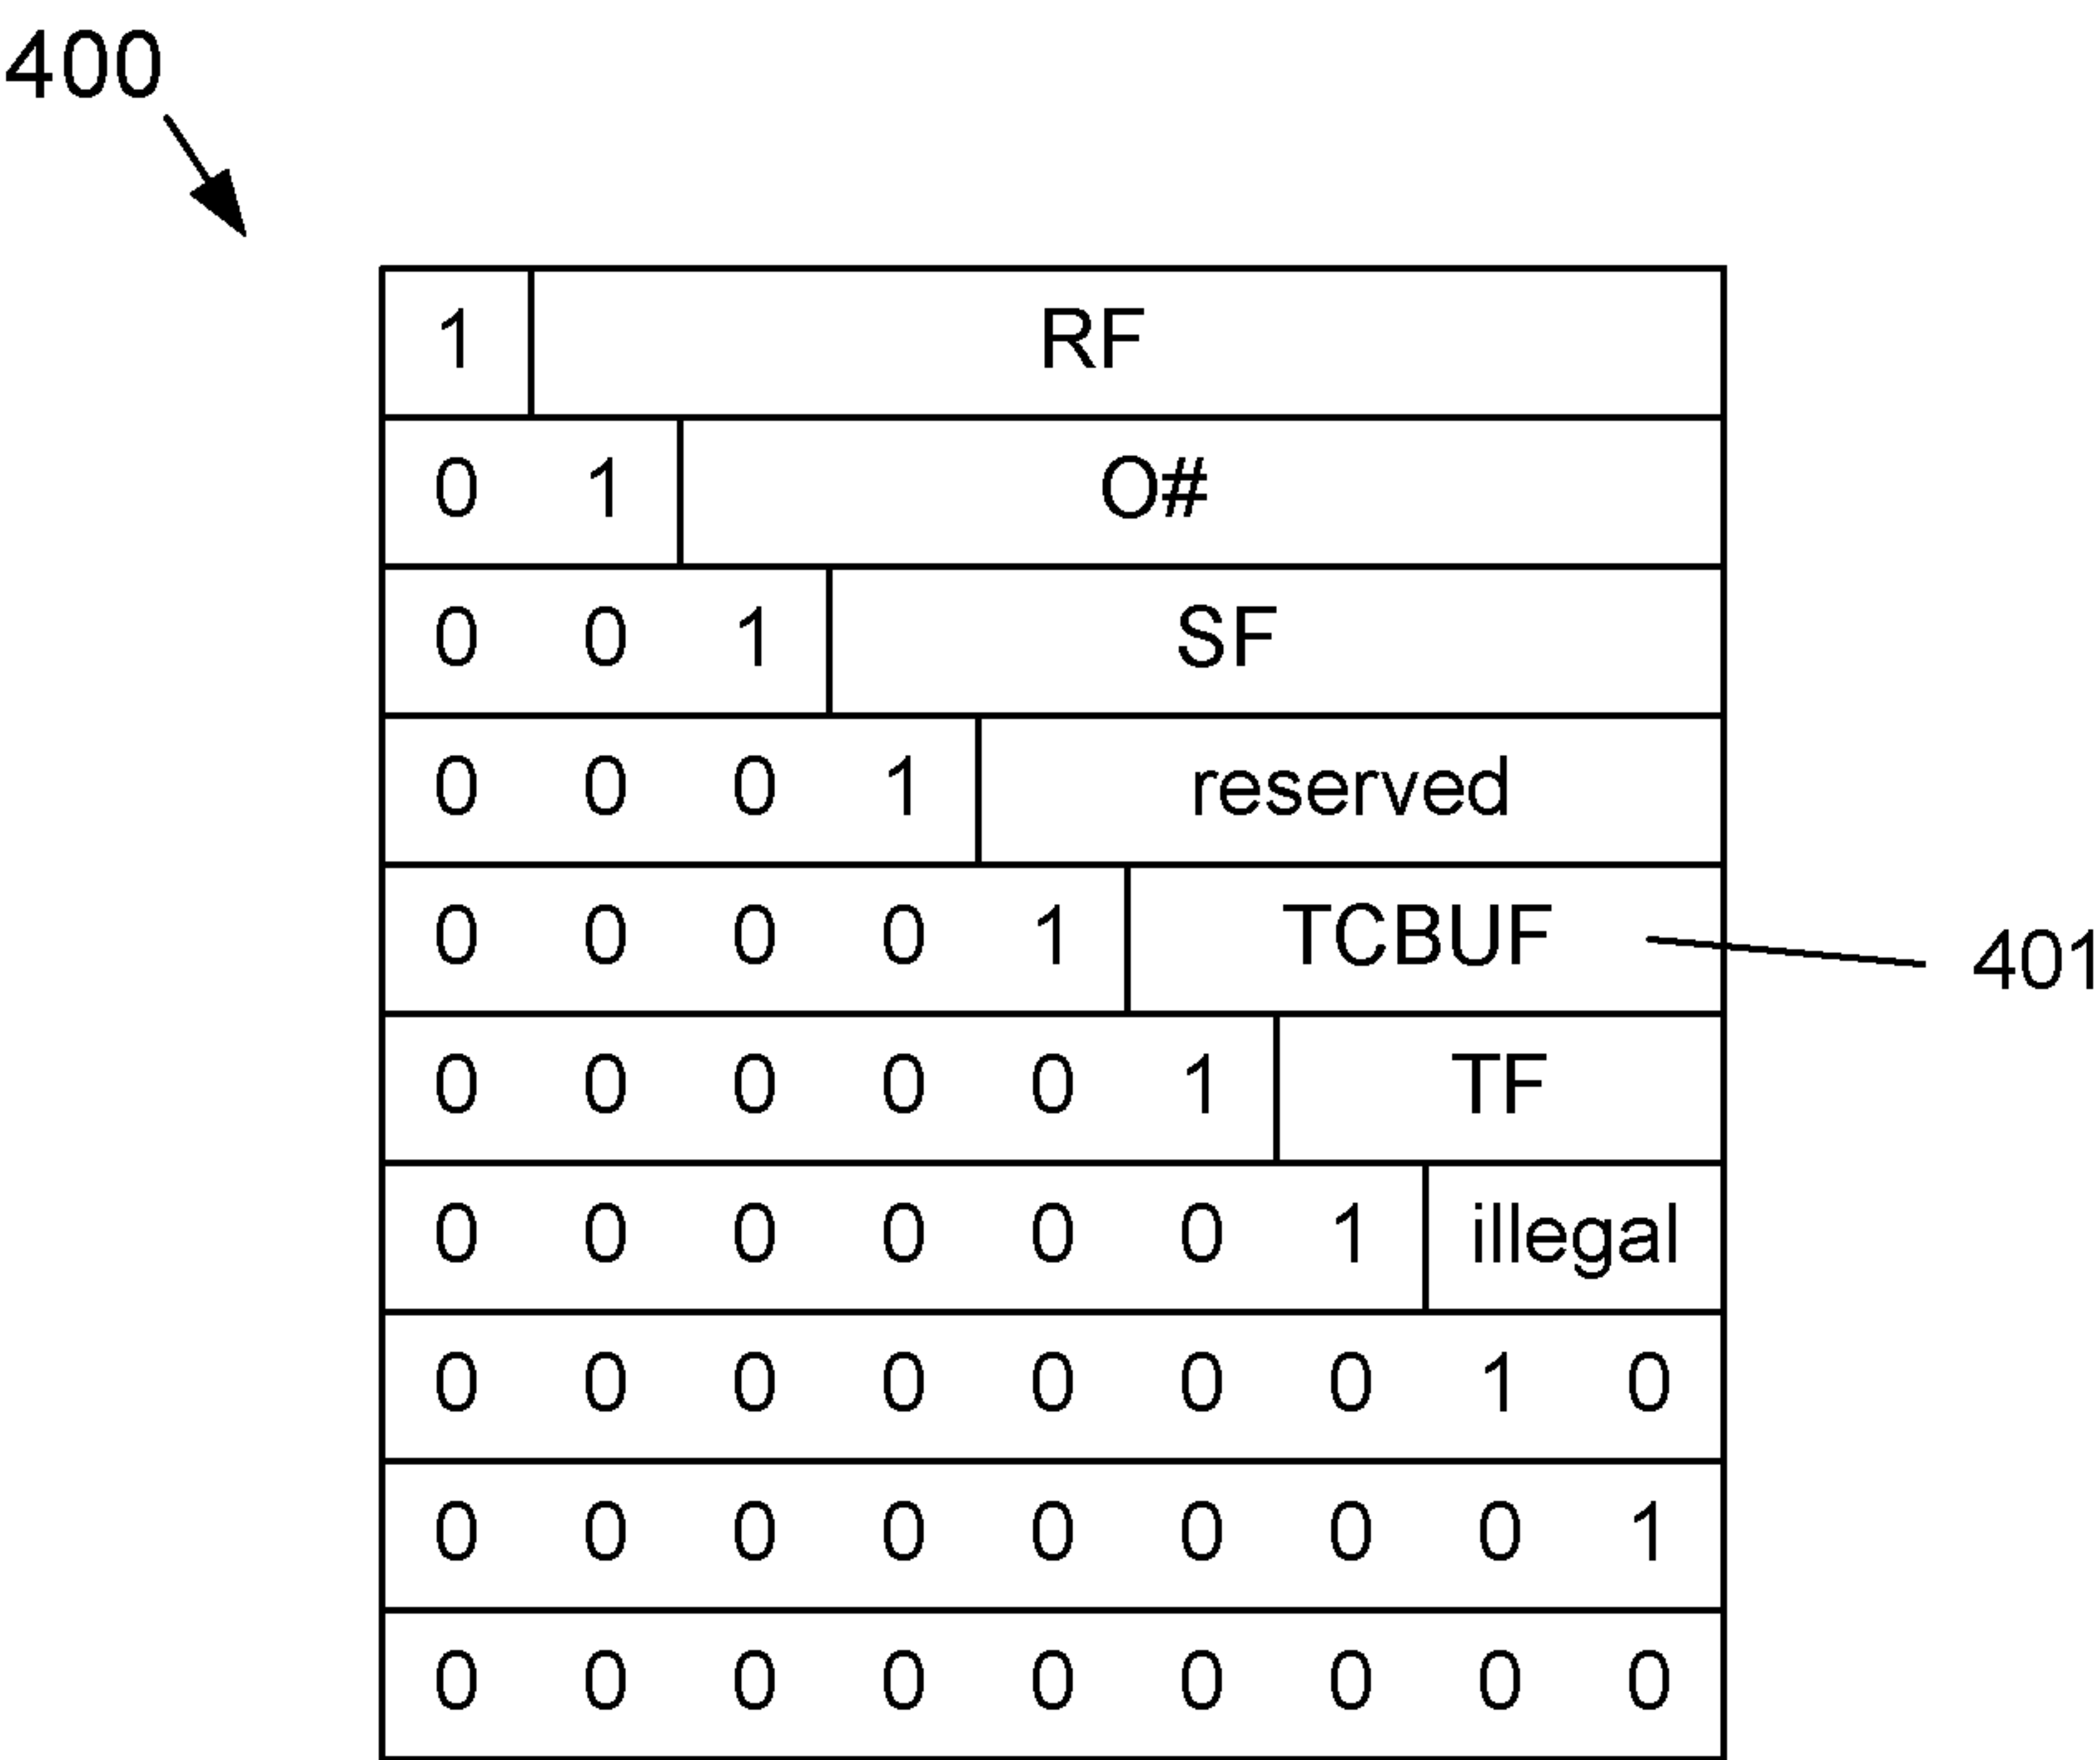 400
1 RF
0 1 O#
0 0 1 SF
0 0 0 1 reserved
0 0 0 0 1 TCBUF 401
0 0 0 0 0 1 TF
0 0 0 0 0 0 1 illegal
0 0 0 0 0 0 0 1 0
0 0 0 0 0 0 0 0 1
0 0 0 0 0 0 0 0 0